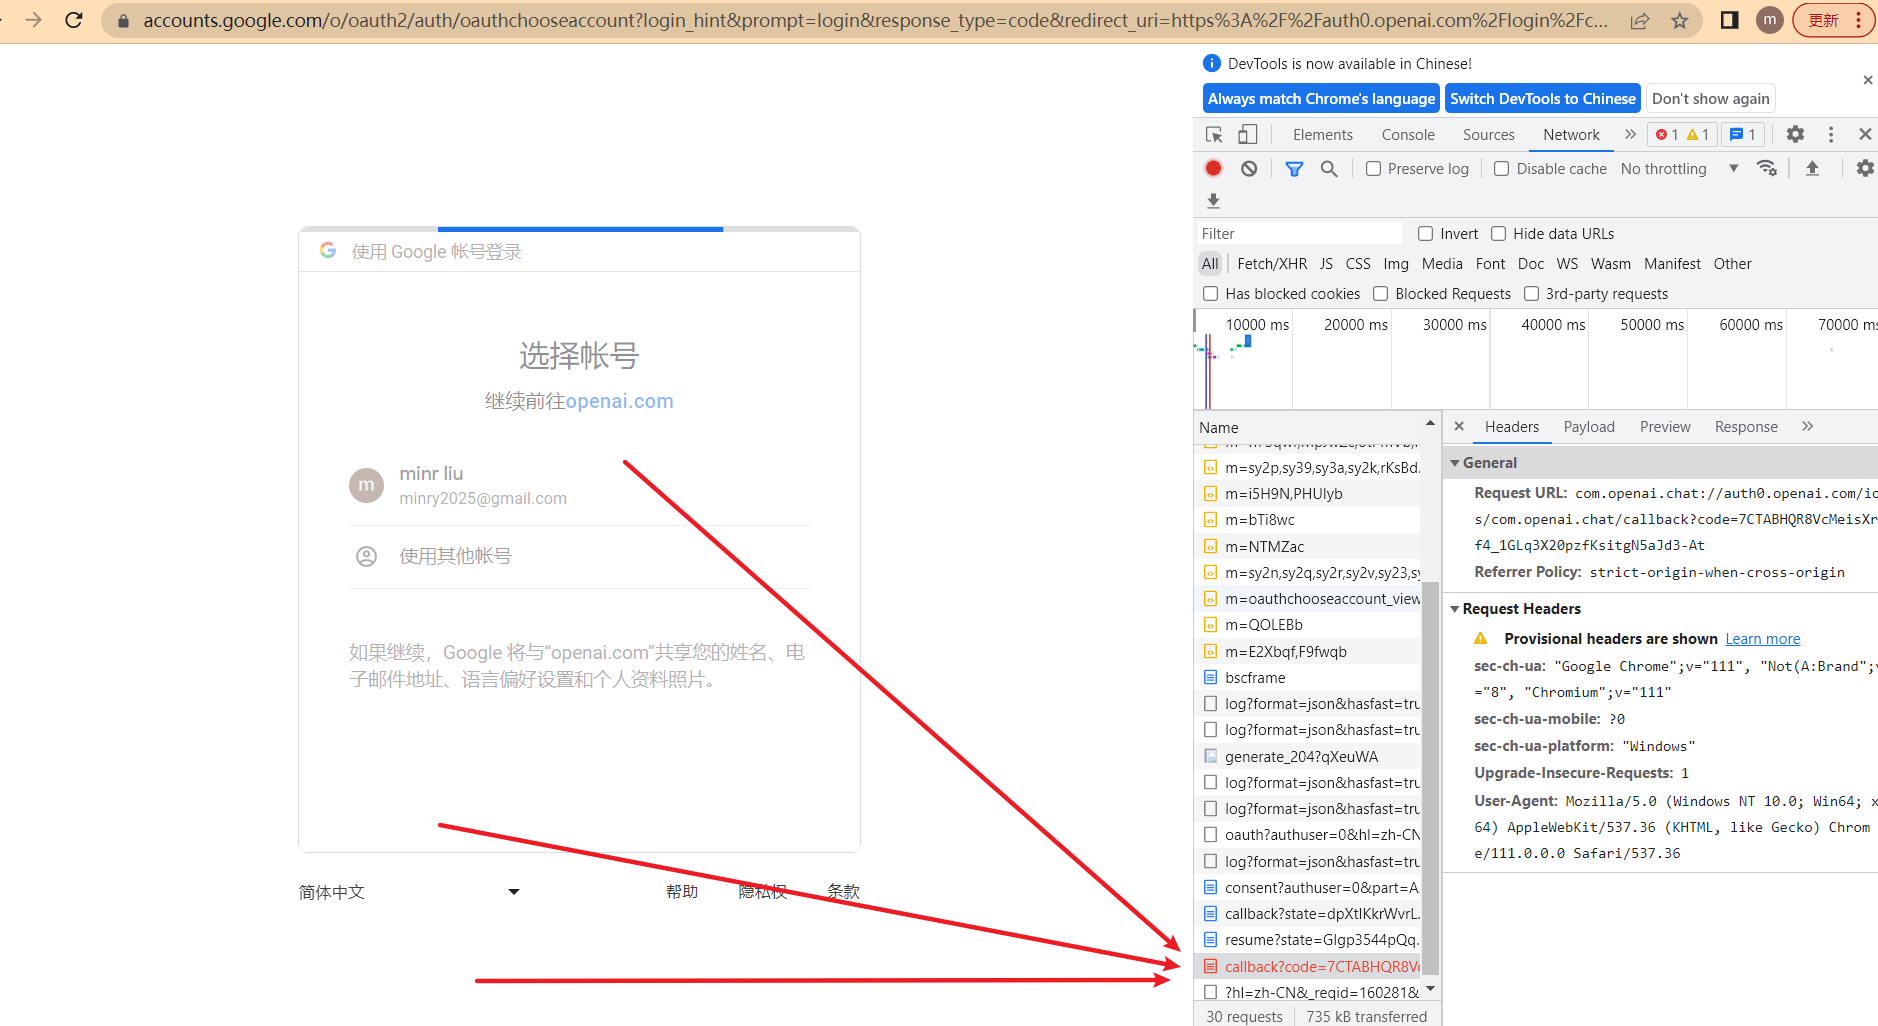 accounts.google.com/o/oauth2/auth/oauthchooseaccount?login_hint&prompt=login&response_type=code&redirect_uri=https%3A%2F%2Fauth0.openai.com%2Flogin%2Fc...
m
更新
DevTools is now available in Chinese!
Always match Chrome's language
Switch DevTools to Chinese
Don't show again
Elements
Console
Sources
Network
1
1
1
Preserve log
Disable cache
No throttling
Filter
Invert
Hide data URLs
All
Fetch/XHR
JS
CSS
Img
Media
Font
Doc
WS
Wasm
Manifest
Other
Has blocked cookies
Blocked Requests
3rd-party requests
10000 ms
20000 ms
30000 ms
40000 ms
50000 ms
60000 ms
70000 ms
使用 Google 帐号登录
选择帐号
继续前往openai.com
m
minr liu
minry2025@gmail.com
使用其他帐号
如果继续，Google 将与“openai.com”共享您的姓名、电
子邮件地址、语言偏好设置和个人资料照片。
简体中文
帮助
隐私权
条款
Name
m=sy2p,sy39,sy3a,sy2k,rKsBd.
m=i5H9N,PHUIyb
m=bTi8wc
m=NTMZac
m=sy2n,sy2q,sy2r,sy2v,sy23,sy
m=oauthchooseaccount_view
m=QOLEBb
m=E2Xbqf,F9fwqb
bscframe
log?format=json&hasfast=tru
log?format=json&hasfast=tru
generate_204?qXeuWA
log?format=json&hasfast=tru
log?format=json&hasfast=tru
oauth?authuser=0&hl=zh-CN
log?format=json&hasfast=tru
consent?authuser=0&part=A.
callback?state=dpXtlKkrWvrL.
resume?state=Glgp3544pQq.
callback?code=7CTABHQR8Vc
?hl=zh-CN&_reqid=160281&
30 requests
735 kB transferred
Headers
Payload
Preview
Response
General
Request URL: com.openai.chat://auth0.openai.com/io
s/com.openai.chat/callback?code=7CTABHQR8VcMeisXr
f4_1GLq3X20pzfKsitgN5aJd3-At
Referrer Policy: strict-origin-when-cross-origin
Request Headers
Provisional headers are shown Learn more
sec-ch-ua: "Google Chrome";v="111", "Not(A:Brand";v
="8", "Chromium";v="111"
sec-ch-ua-mobile: ?0
sec-ch-ua-platform: "Windows"
Upgrade-Insecure-Requests: 1
User-Agent: Mozilla/5.0 (Windows NT 10.0; Win64; x
64) AppleWebKit/537.36 (KHTML, like Gecko) Chrom
e/111.0.0.0 Safari/537.36